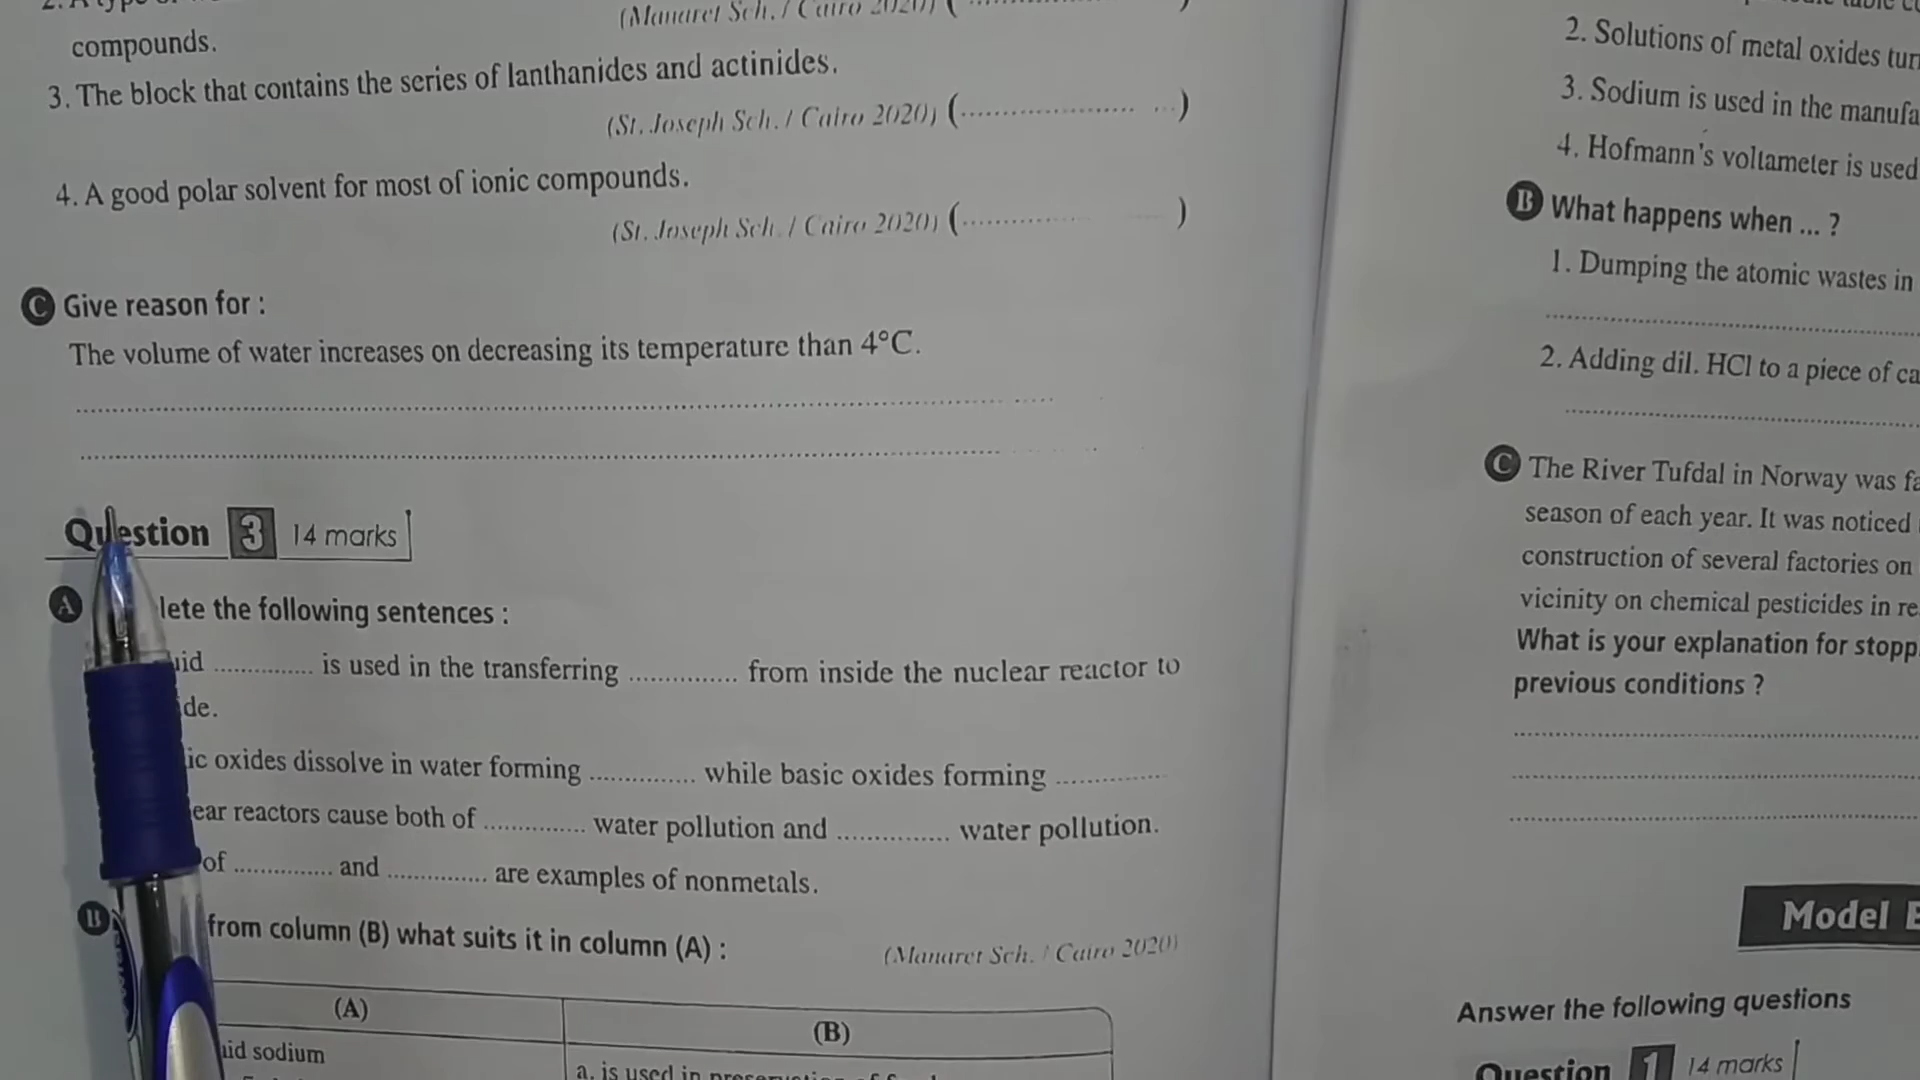 compounds.
(Manaret Sch. / Cairo 2020) (
3. The block that contains the series of lanthanides and actinides.
(St. Joseph Sch. / Cairo 2020) (.................... ...)
4. A good polar solvent for most of ionic compounds.
(St. Joseph Sch. / Cairo 2020) (............... )
C Give reason for :
The volume of water increases on decreasing its temperature than 4°C.
Question 3 14 marks
A lete the following sentences :
uid .............. is used in the transferring ............... from inside the nuclear reactor to
de.
ic oxides dissolve in water forming .............. while basic oxides forming ..............
ear reactors cause both of .............. water pollution and .............. water pollution.
of .............. and .............. are examples of nonmetals.
B from column (B) what suits it in column (A) :
(Manaret Sch. / Cairo 2020)
(A) (B)
uid sodium
a. is used in
2. Solutions of metal oxides tur
3. Sodium is used in the manufa
4. Hofmann's voltameter is used
B What happens when ... ?
1. Dumping the atomic wastes in
2. Adding dil. HCl to a piece of ca
C The River Tufdal in Norway was fa
season of each year. It was noticed
construction of several factories on
vicinity on chemical pesticides in re
What is your explanation for stopp
previous conditions ?
Model
Answer the following questions
Question 1 14 marks